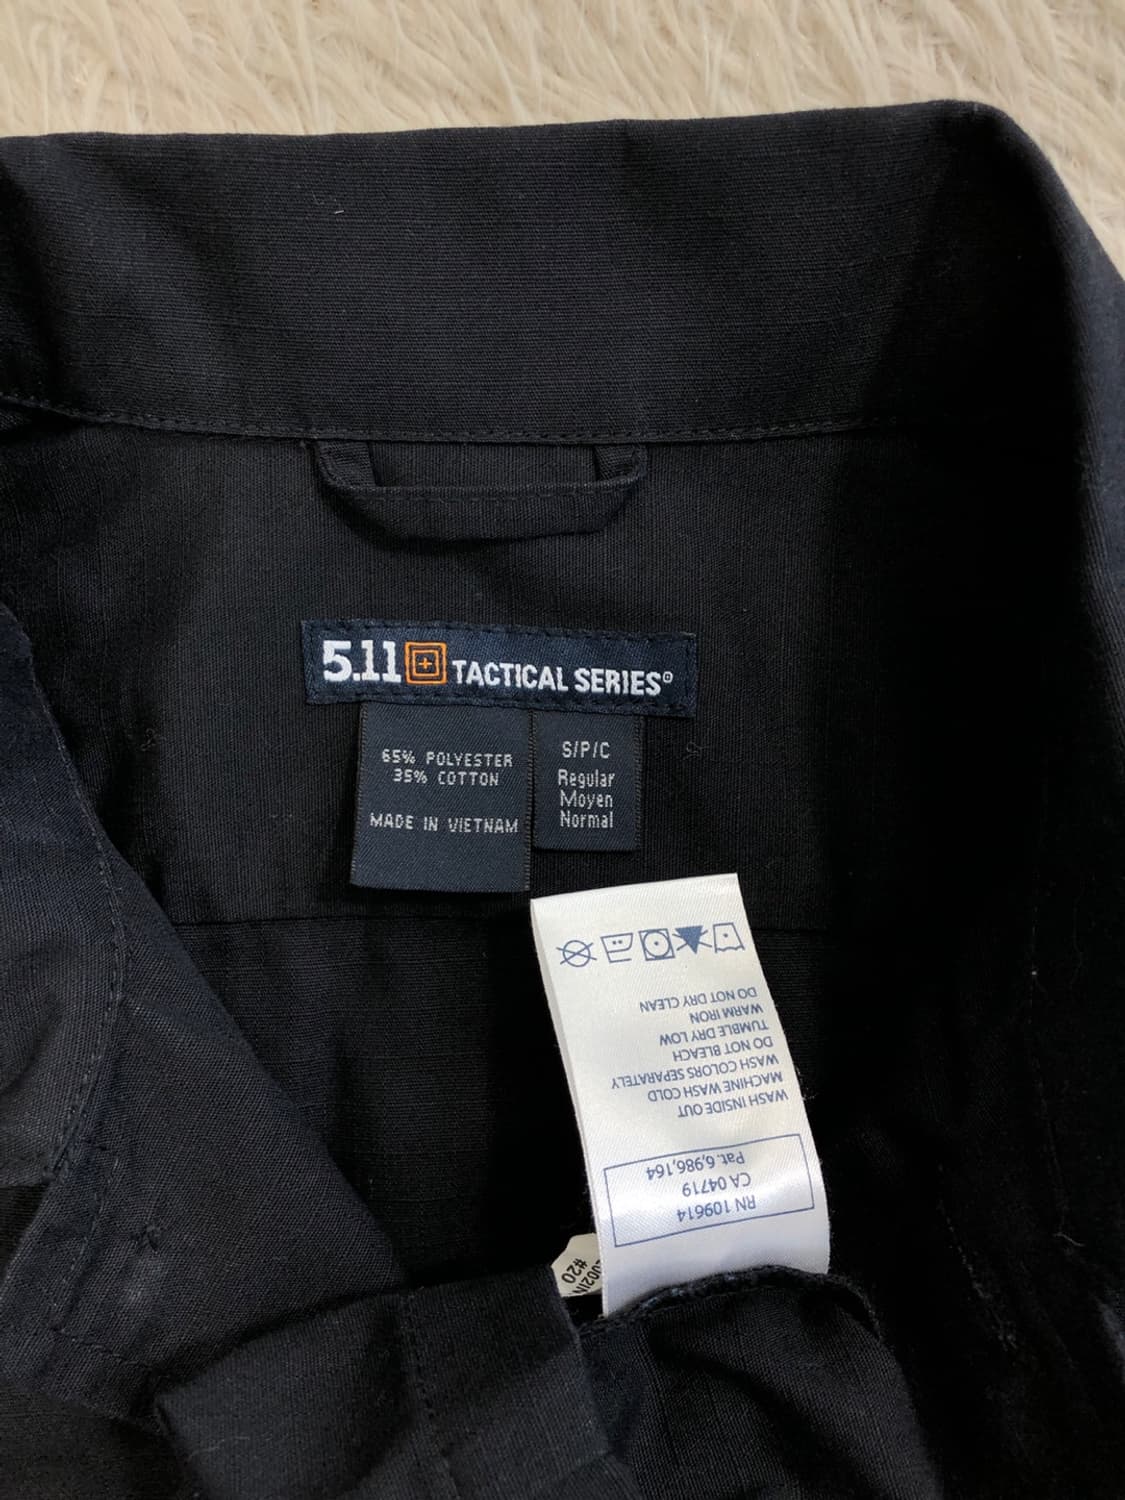 5.11 TACTICAL SERIES®
65% POLYESTER
35% COTTON
MADE IN VIETNAM
S/P/C
Regular
Moyen
Normal
RN 109614
CA 04719
Pat. 6,986,164
WASH INSIDE OUT
MACHINE WASH COLD
WASH COLORS SEPARATELY
DO NOT BLEACH
TUMBLE DRY LOW
WARM IRON
DO NOT DRY CLEAN
#20